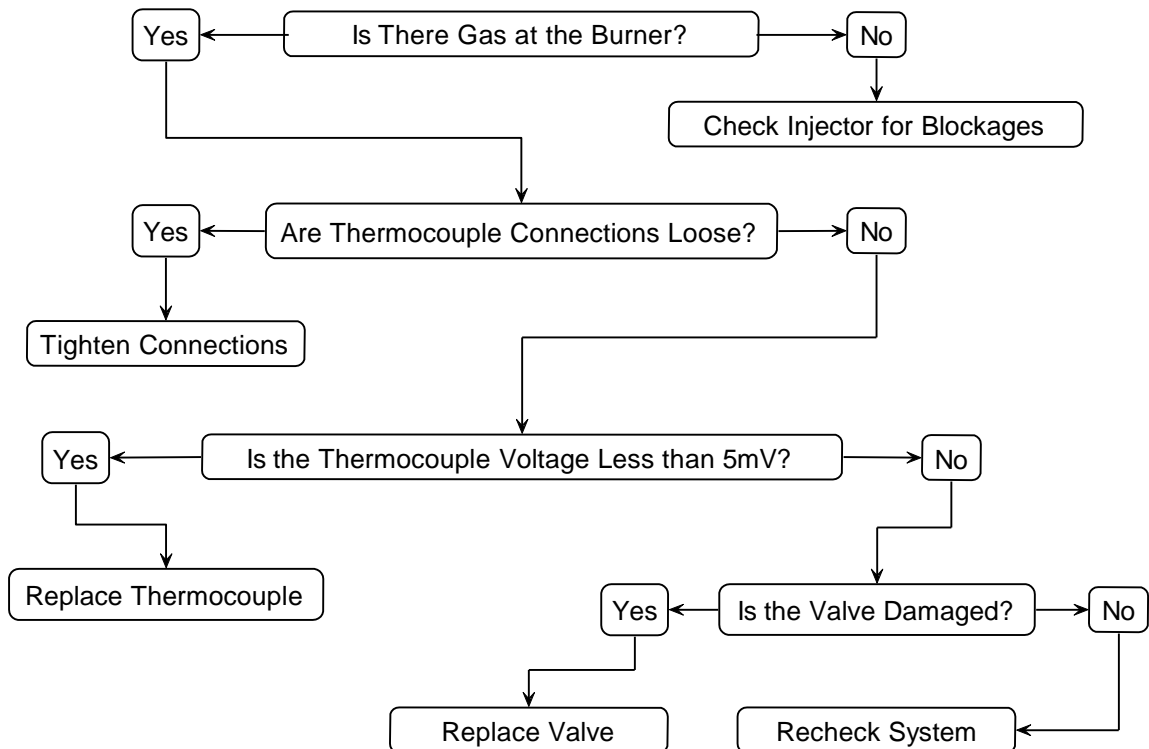 Yes
Is There Gas at the Burner?
No
Check Injector for Blockages
Yes
Are Thermocouple Connections Loose?
No
Tighten Connections
Yes
Is the Thermocouple Voltage Less than 5mV?
No
Replace Thermocouple
Yes
Is the Valve Damaged?
No
Replace Valve
Recheck System